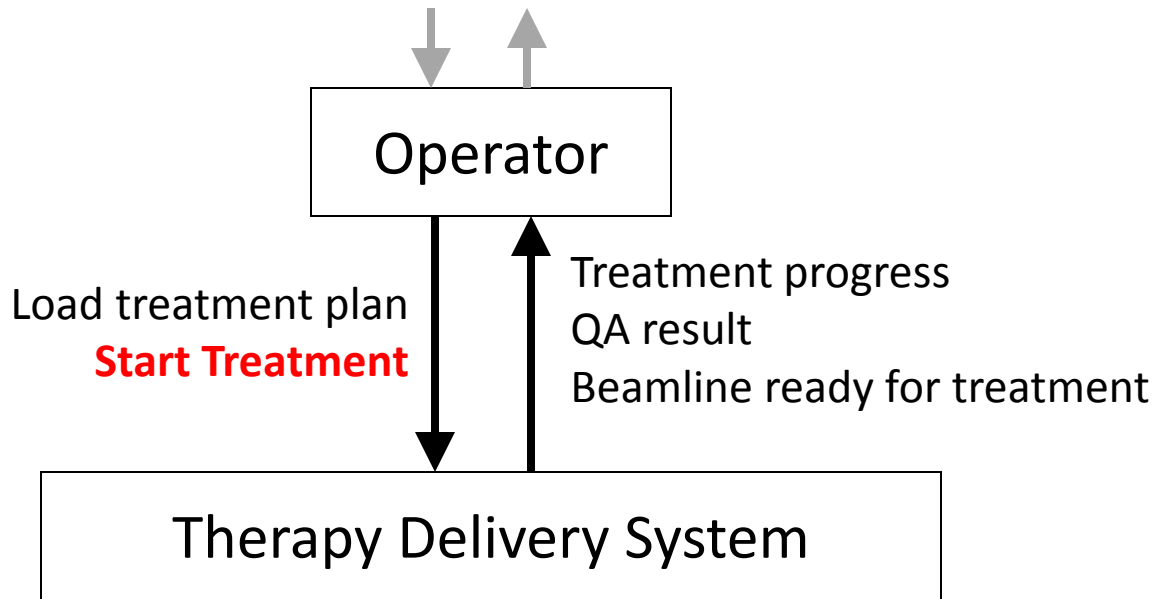 Operator
Load treatment plan
Start Treatment
Treatment progress
QA result
Beamline ready for treatment
Therapy Delivery System